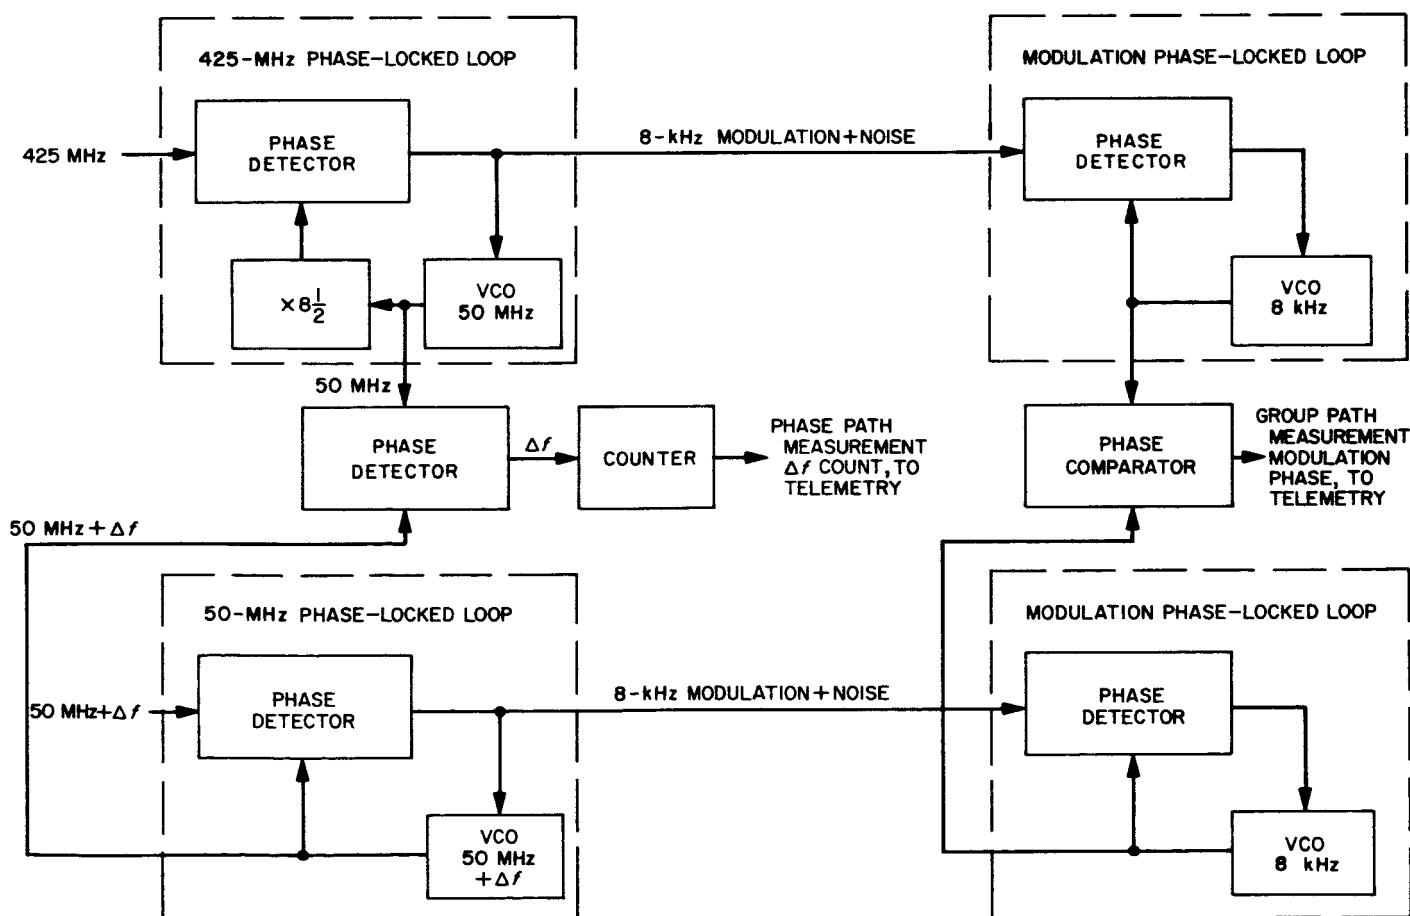 425-MHz PHASE-LOCKED LOOP
MODULATION PHASE-LOCKED LOOP
425 MHz
PHASE
DETECTOR
8-kHz MODULATION+NOISE
PHASE
DETECTOR
×8 1/2
VCO
50 MHz
VCO
8 kHz
50 MHz
PHASE
DETECTOR
Δf
COUNTER
PHASE PATH
MEASUREMENT
Δf COUNT, TO
TELEMETRY
PHASE
COMPARATOR
GROUP PATH
MEASUREMENT
MODULATION
PHASE, TO
TELEMETRY
50 MHz + Δf
50-MHz PHASE-LOCKED LOOP
MODULATION PHASE-LOCKED LOOP
50 MHz+Δf
PHASE
DETECTOR
8-kHz MODULATION+NOISE
PHASE
DETECTOR
VCO
50 MHz
+Δf
VCO
8 kHz